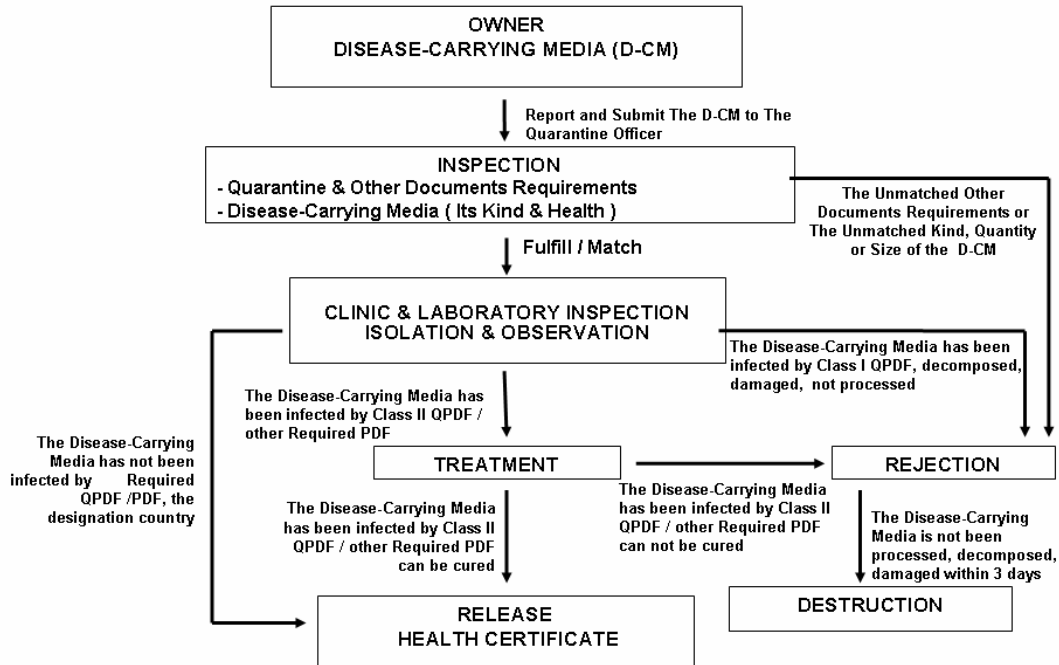 OWNER
DISEASE-CARRYING MEDIA (D-CM)
Report and Submit The D-CM to The
Quarantine Officer
INSPECTION
- Quarantine & Other Documents Requirements
- Disease-Carrying Media ( Its Kind & Health )
The Unmatched Other
Documents Requirements or
The Unmatched Kind, Quantity
or Size of the D-CM
Fulfill / Match
CLINIC & LABORATORY INSPECTION
ISOLATION & OBSERVATION
The Disease-Carrying Media has been
infected by Class I QPDF, decomposed,
damaged, not processed
The Disease-Carrying Media has
been infected by Class II QPDF /
other Required PDF
The Disease-Carrying
Media has not been
infected by Required
QPDF /PDF, the
designation country
TREATMENT
REJECTION
The Disease-Carrying Media
has been infected by Class II
QPDF / other Required PDF
can be cured
The Disease-Carrying Media
has been infected by Class II
QPDF / other Required PDF
can not be cured
The Disease-Carrying
Media is not been
processed, decomposed,
damaged within 3 days
RELEASE
HEALTH CERTIFICATE
DESTRUCTION